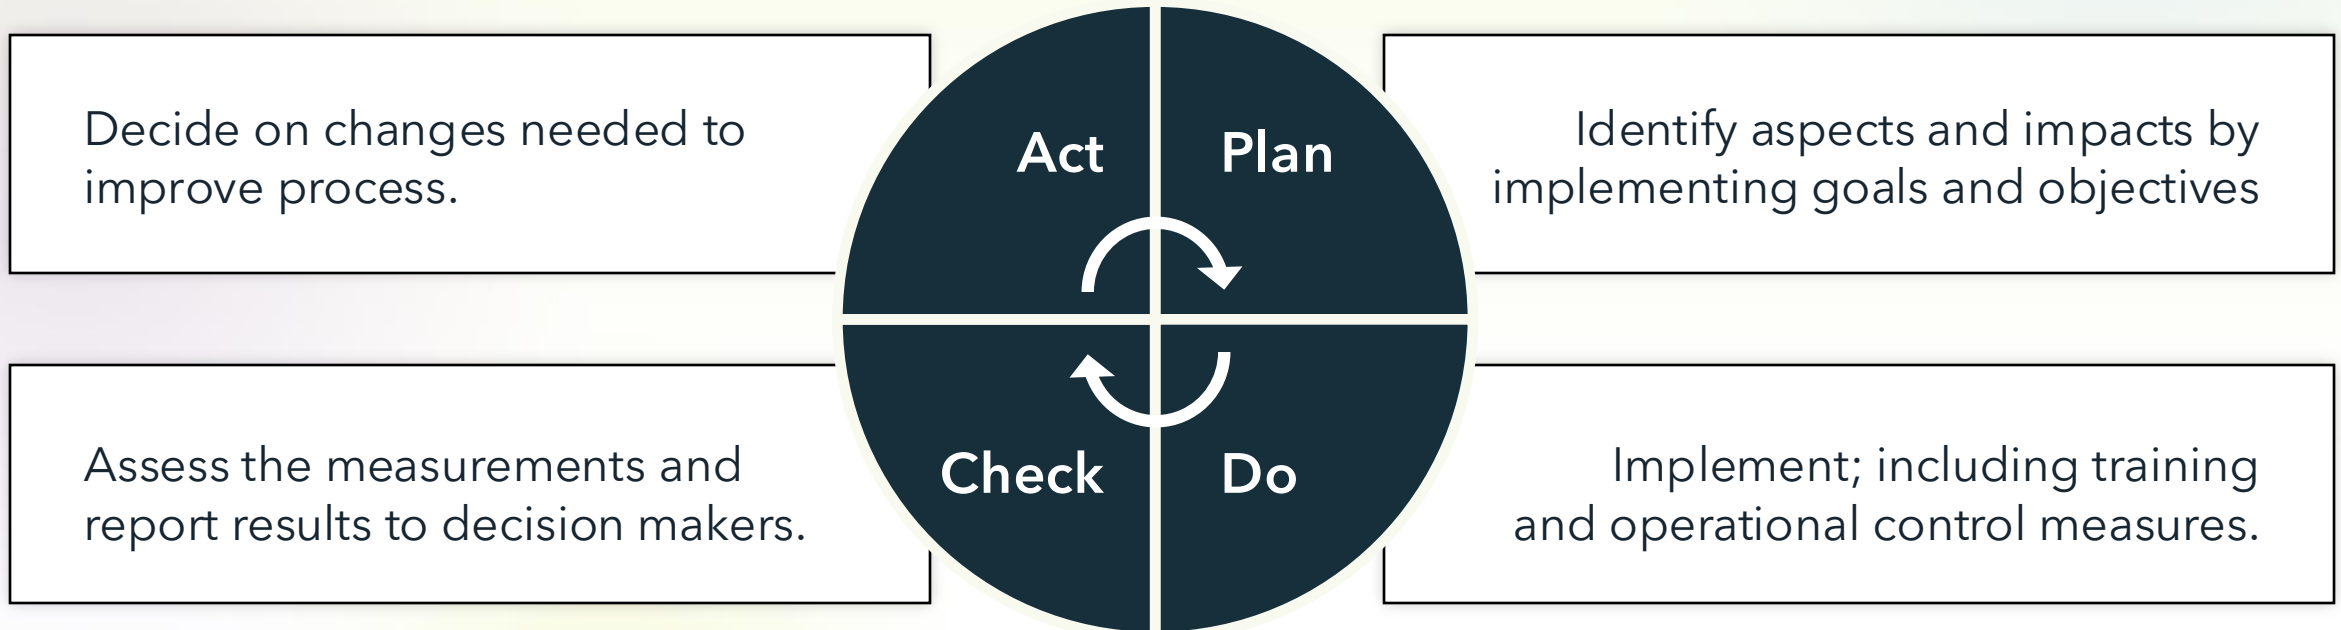 Decide on changes needed to
improve process.
Act
Plan
Identify aspects and impacts by
implementing goals and objectives
Assess the measurements and
report results to decision makers.
Check
Do
Implement; including training
and operational control measures.